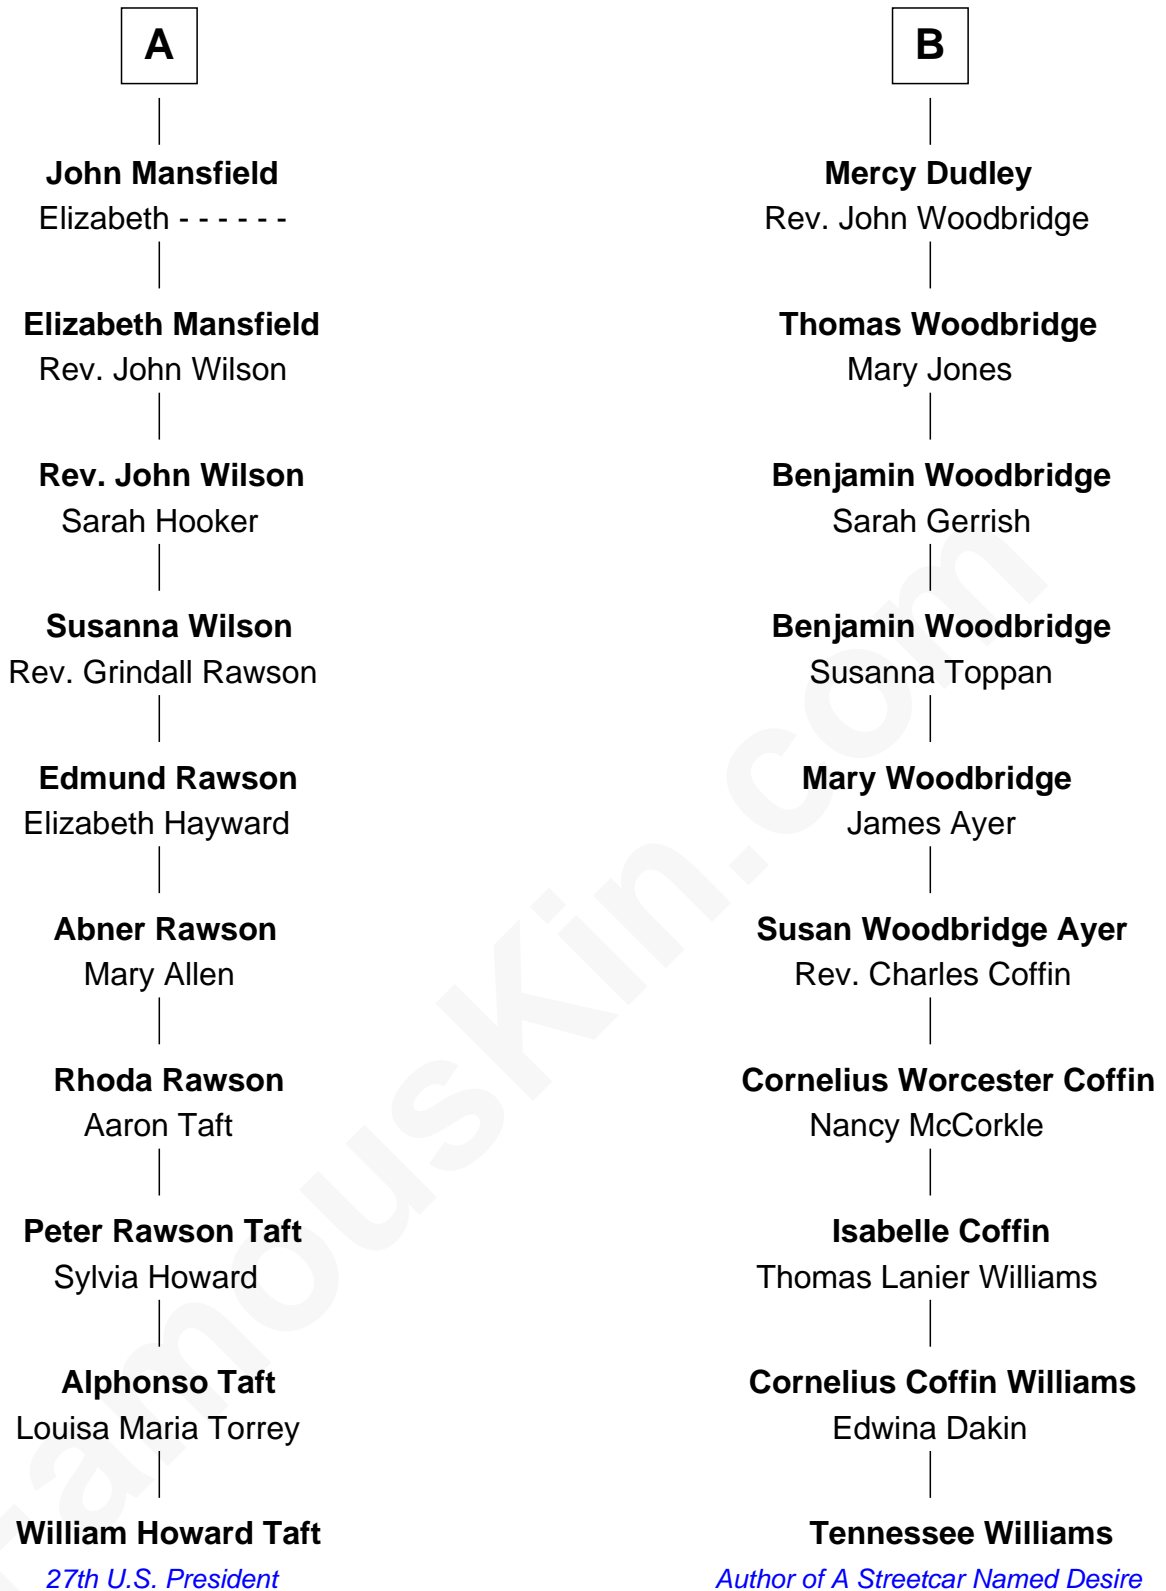 A
John Mansfield
Elizabeth - - - - - -
Elizabeth Mansfield
Rev. John Wilson
Rev. John Wilson
Sarah Hooker
Susanna Wilson
Rev. Grindall Rawson
Edmund Rawson
Elizabeth Hayward
Abner Rawson
Mary Allen
Rhoda Rawson
Aaron Taft
Peter Rawson Taft
Sylvia Howard
Alphonso Taft
Louisa Maria Torrey
William Howard Taft
27th U.S. President
B
Mercy Dudley
Rev. John Woodbridge
Thomas Woodbridge
Mary Jones
Benjamin Woodbridge
Sarah Gerrish
Benjamin Woodbridge
Susanna Toppan
Mary Woodbridge
James Ayer
Susan Woodbridge Ayer
Rev. Charles Coffin
Cornelius Worcester Coffin
Nancy McCorkle
Isabelle Coffin
Thomas Lanier Williams
Cornelius Coffin Williams
Edwina Dakin
Tennessee Williams
Author of A Streetcar Named Desire
FamousKin.com